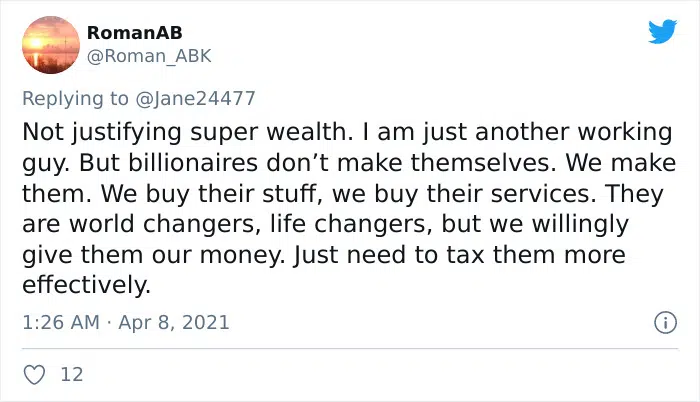 RomanAB
@Roman_ABK
Replying to @Jane24477
Not justifying super wealth. I am just another working
guy. But billionaires don’t make themselves. We make
them. We buy their stuff, we buy their services. They
are world changers, life changers, but we willingly
give them our money. Just need to tax them more
effectively.
1:26 AM · Apr 8, 2021
12